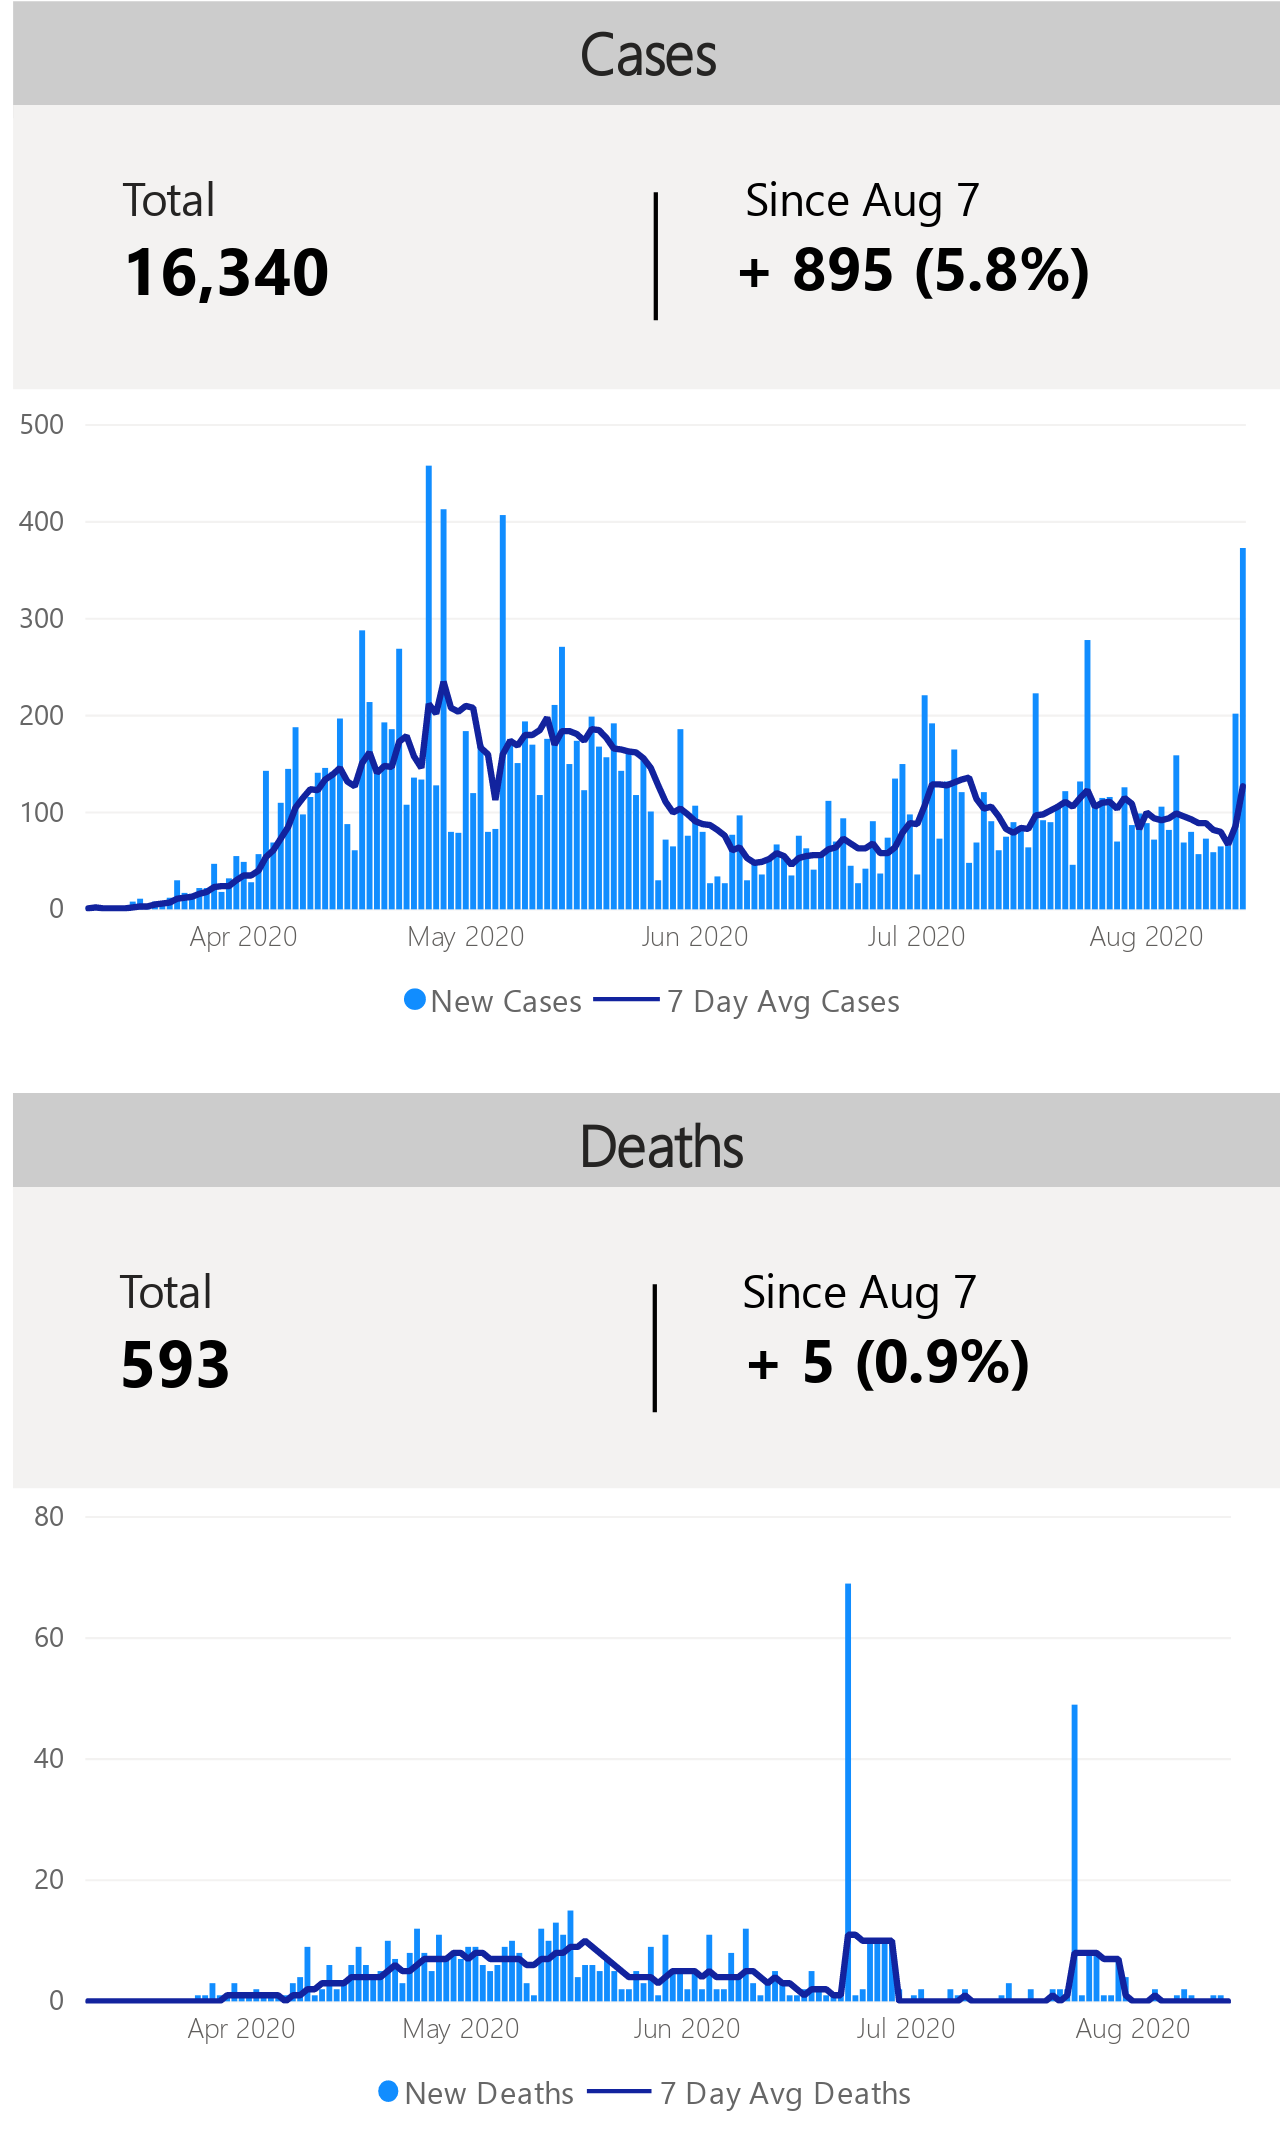 Cases
Total
Since Aug 7
16,340
+ 895 (5.8%)
500
400
300
200
100
0
Apr 2020
May 2020
Jun 2020
Jul 2020
Aug 2020
New Cases
7 Day Avg Cases
Deaths
Total
Since Aug 7
593
+ 5 (0.9%)
80
60
40
20
0
Apr 2020
May 2020
Jun 2020
Jul 2020
Aug 2020
New Deaths
7 Day Avg Deaths